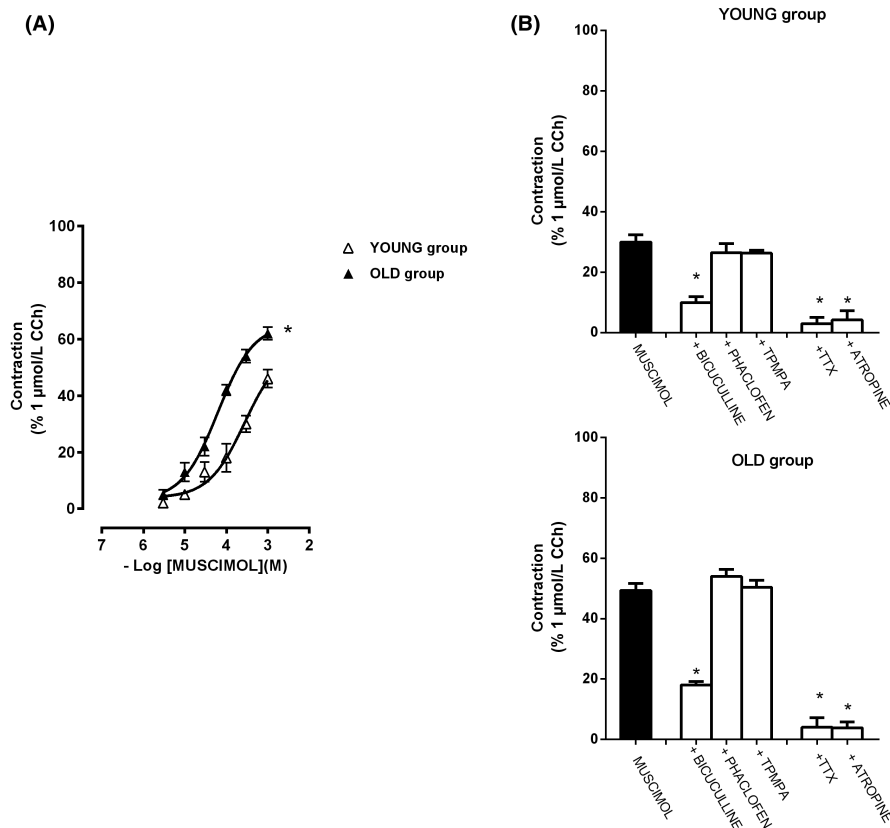 (A)
100
80
60
40
20
0
Contraction
(% 1 µmol/L CCh)
YOUNG group
OLD group
*
7 6 5 4 3 2
- Log [MUSCIMOL](M)
(B)
YOUNG group
100
80
60
40
20
0
Contraction
(% 1 µmol/L CCh)
*
*
*
MUSCIMOL
+ BICUCULLINE
+ PHACLOFEN
+ TPMPA
+TTX
+ ATROPINE
OLD group
100
80
60
40
20
0
Contraction
(% 1 µmol/L CCh)
*
*
*
MUSCIMOL
+ BICUCULLINE
+ PHACLOFEN
+ TPMPA
+TTX
+ ATROPINE